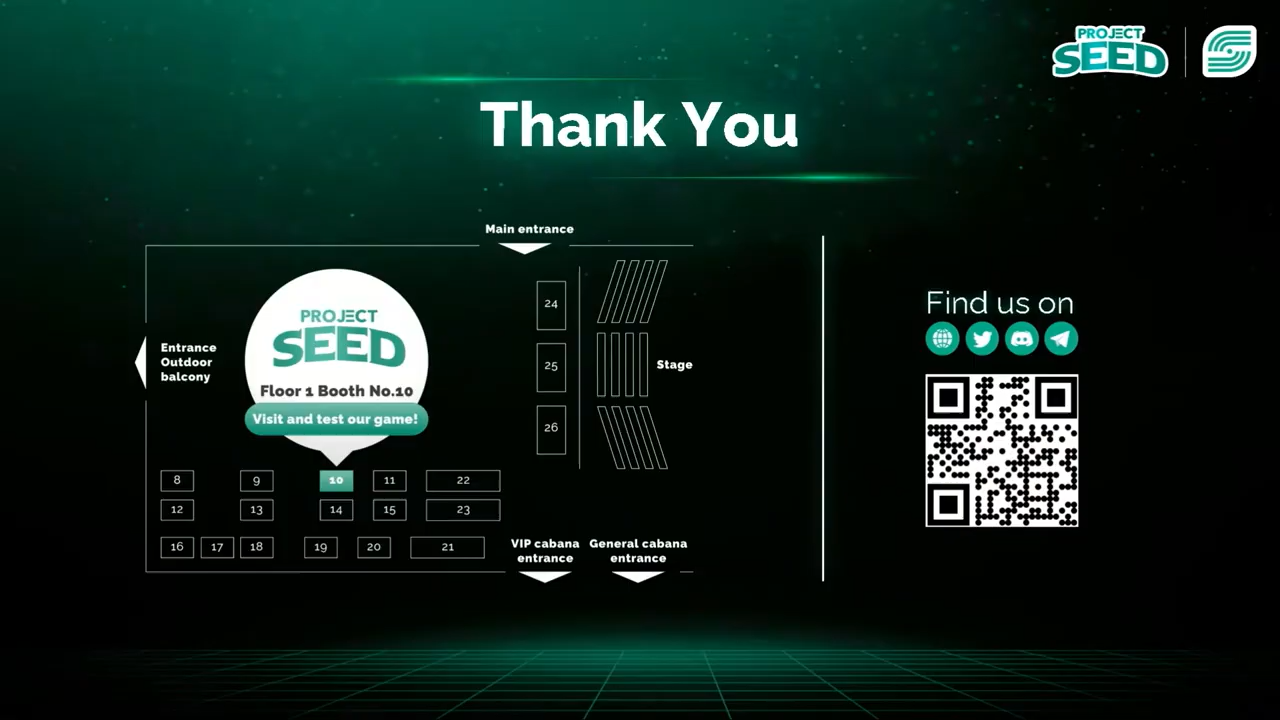 PROJECT
SEED
Thank You
Main entrance
Entrance
Outdoor
balcony
PROJECT
SEED
Floor 1 Booth No.10
Visit and test our game!
24
25
26
Stage
8 9 10 11 22
12 13 14 15 23
16 17 18 19 20 21
VIP cabana
entrance
General cabana
entrance
Find us on